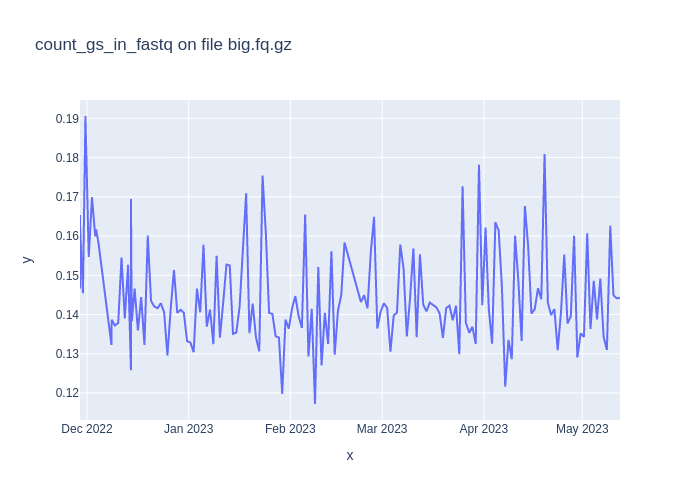 count_gs_in_fastq on file big.fq.gz
0.19
0.18
0.17
0.16
0.15
0.14
0.13
0.12
y
Dec 2022 Jan 2023 Feb 2023 Mar 2023 Apr 2023 May 2023
x